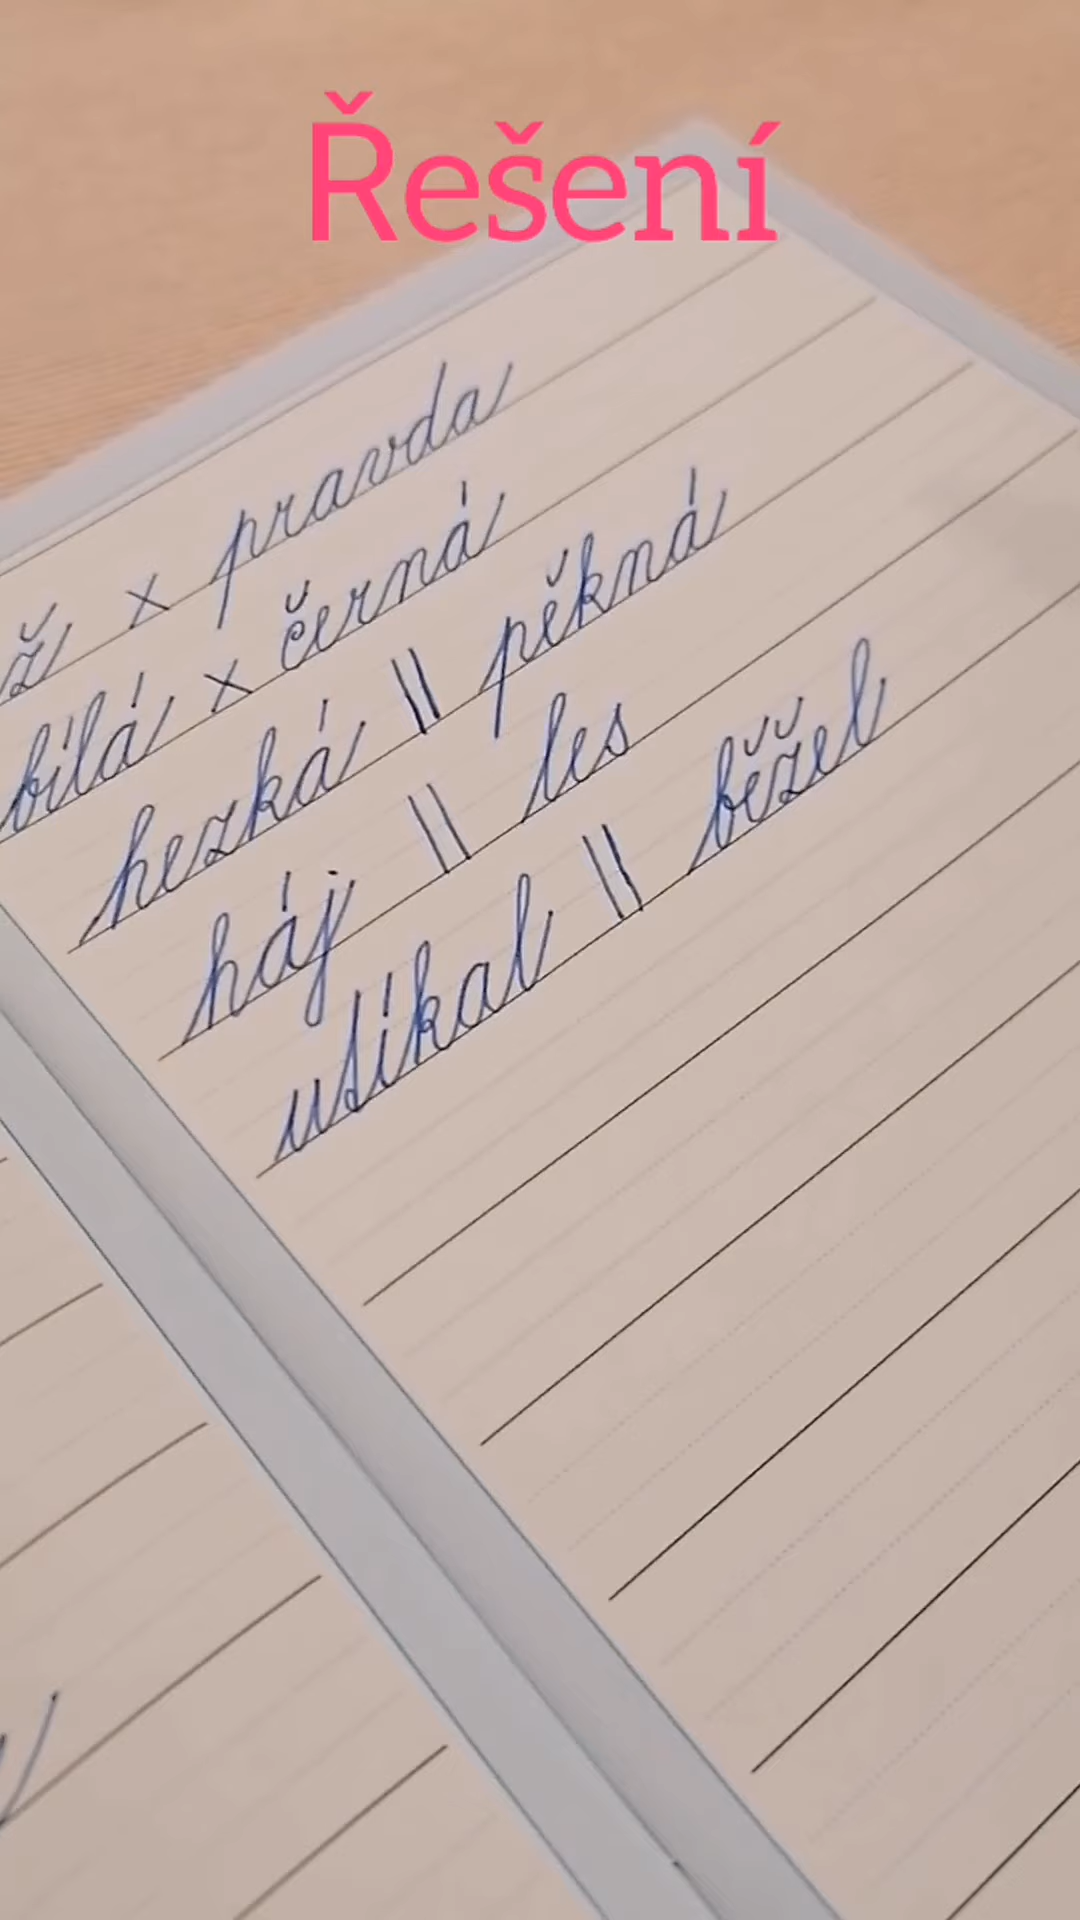 Řešení
ž x pravda
bílá x černá
hezká || pěkná
háj || les
utíkal || běžel